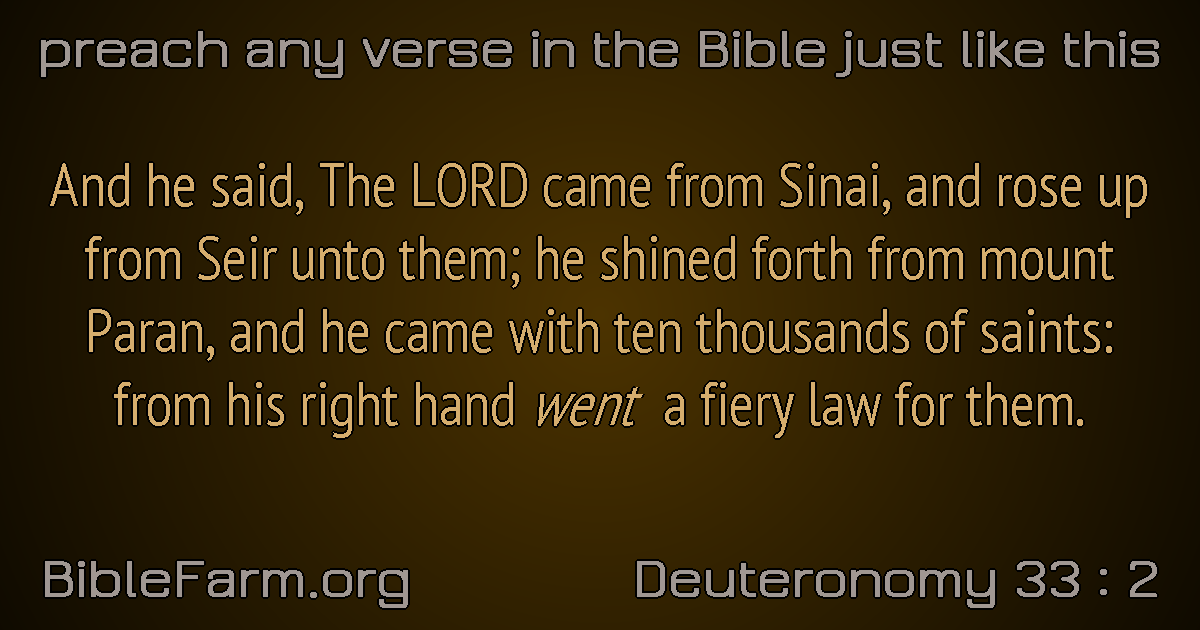 preach any verse in the Bible just like this
And he said, The LORD came from Sinai, and rose up
from Seir unto them; he shined forth from mount
Paran, and he came with ten thousands of saints:
from his right hand went a fiery law for them.
BibleFarm.org
Deuteronomy 33 : 2